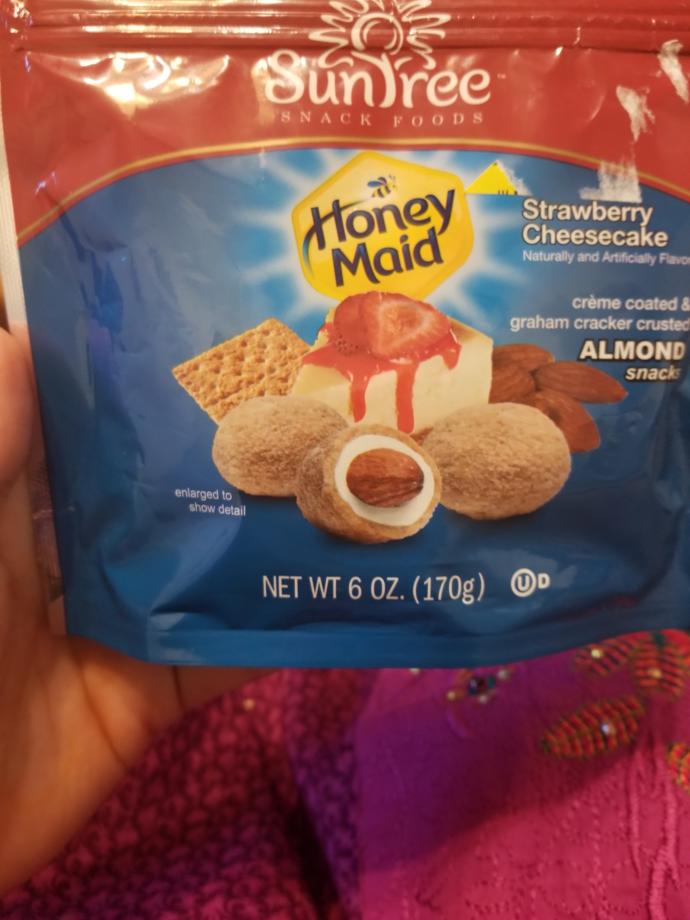 SunTree
SNACK FOODS
Honey
Maid
Strawberry
Cheesecake
Naturally and Artificially Flavor
crème coated &
graham cracker crusted
ALMOND
snacks
enlarged to
show detail
NET WT 6 OZ. (170g)
U D